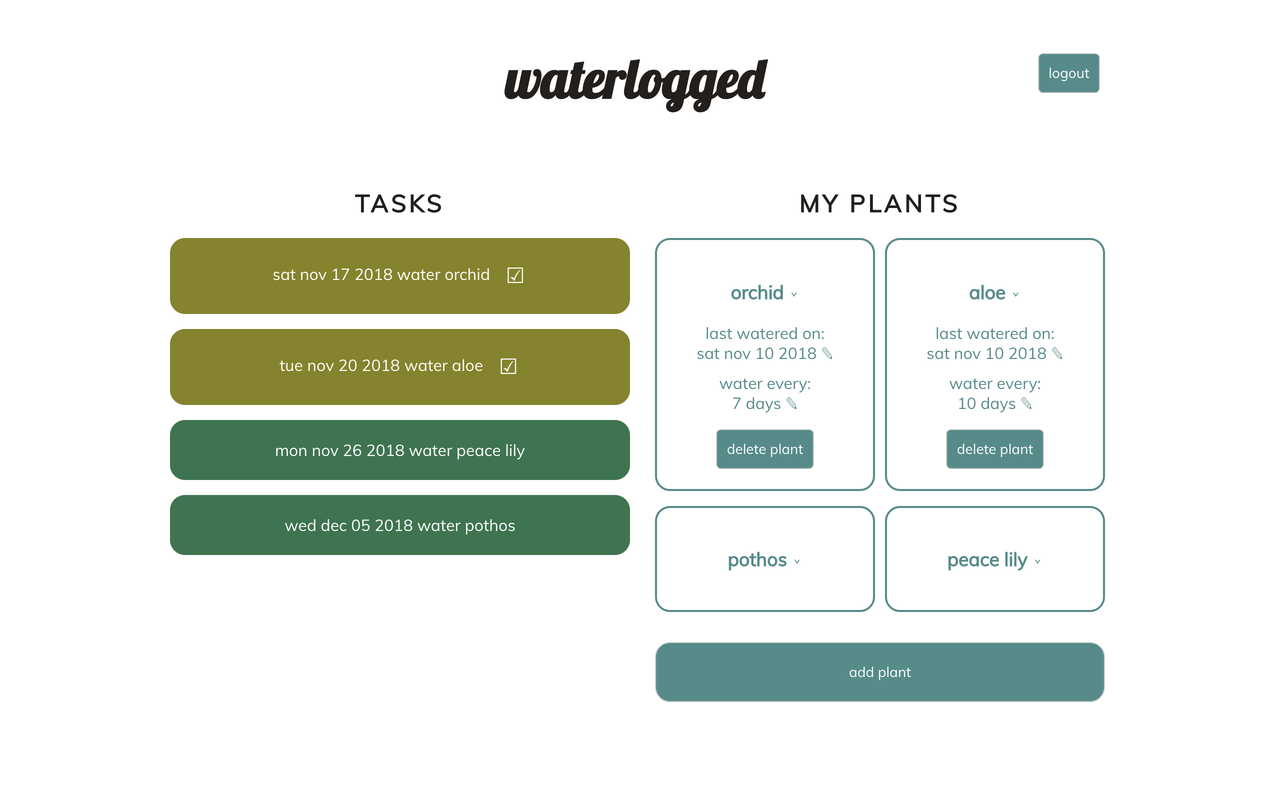 waterlogged
logout
TASKS
sat nov 17 2018 water orchid ☑
tue nov 20 2018 water aloe ☑
mon nov 26 2018 water peace lily
wed dec 05 2018 water pothos
MY PLANTS
orchid ˅
last watered on:
sat nov 10 2018 ✎
water every:
7 days ✎
delete plant
aloe ˅
last watered on:
sat nov 10 2018 ✎
water every:
10 days ✎
delete plant
pothos ˅
peace lily ˅
add plant